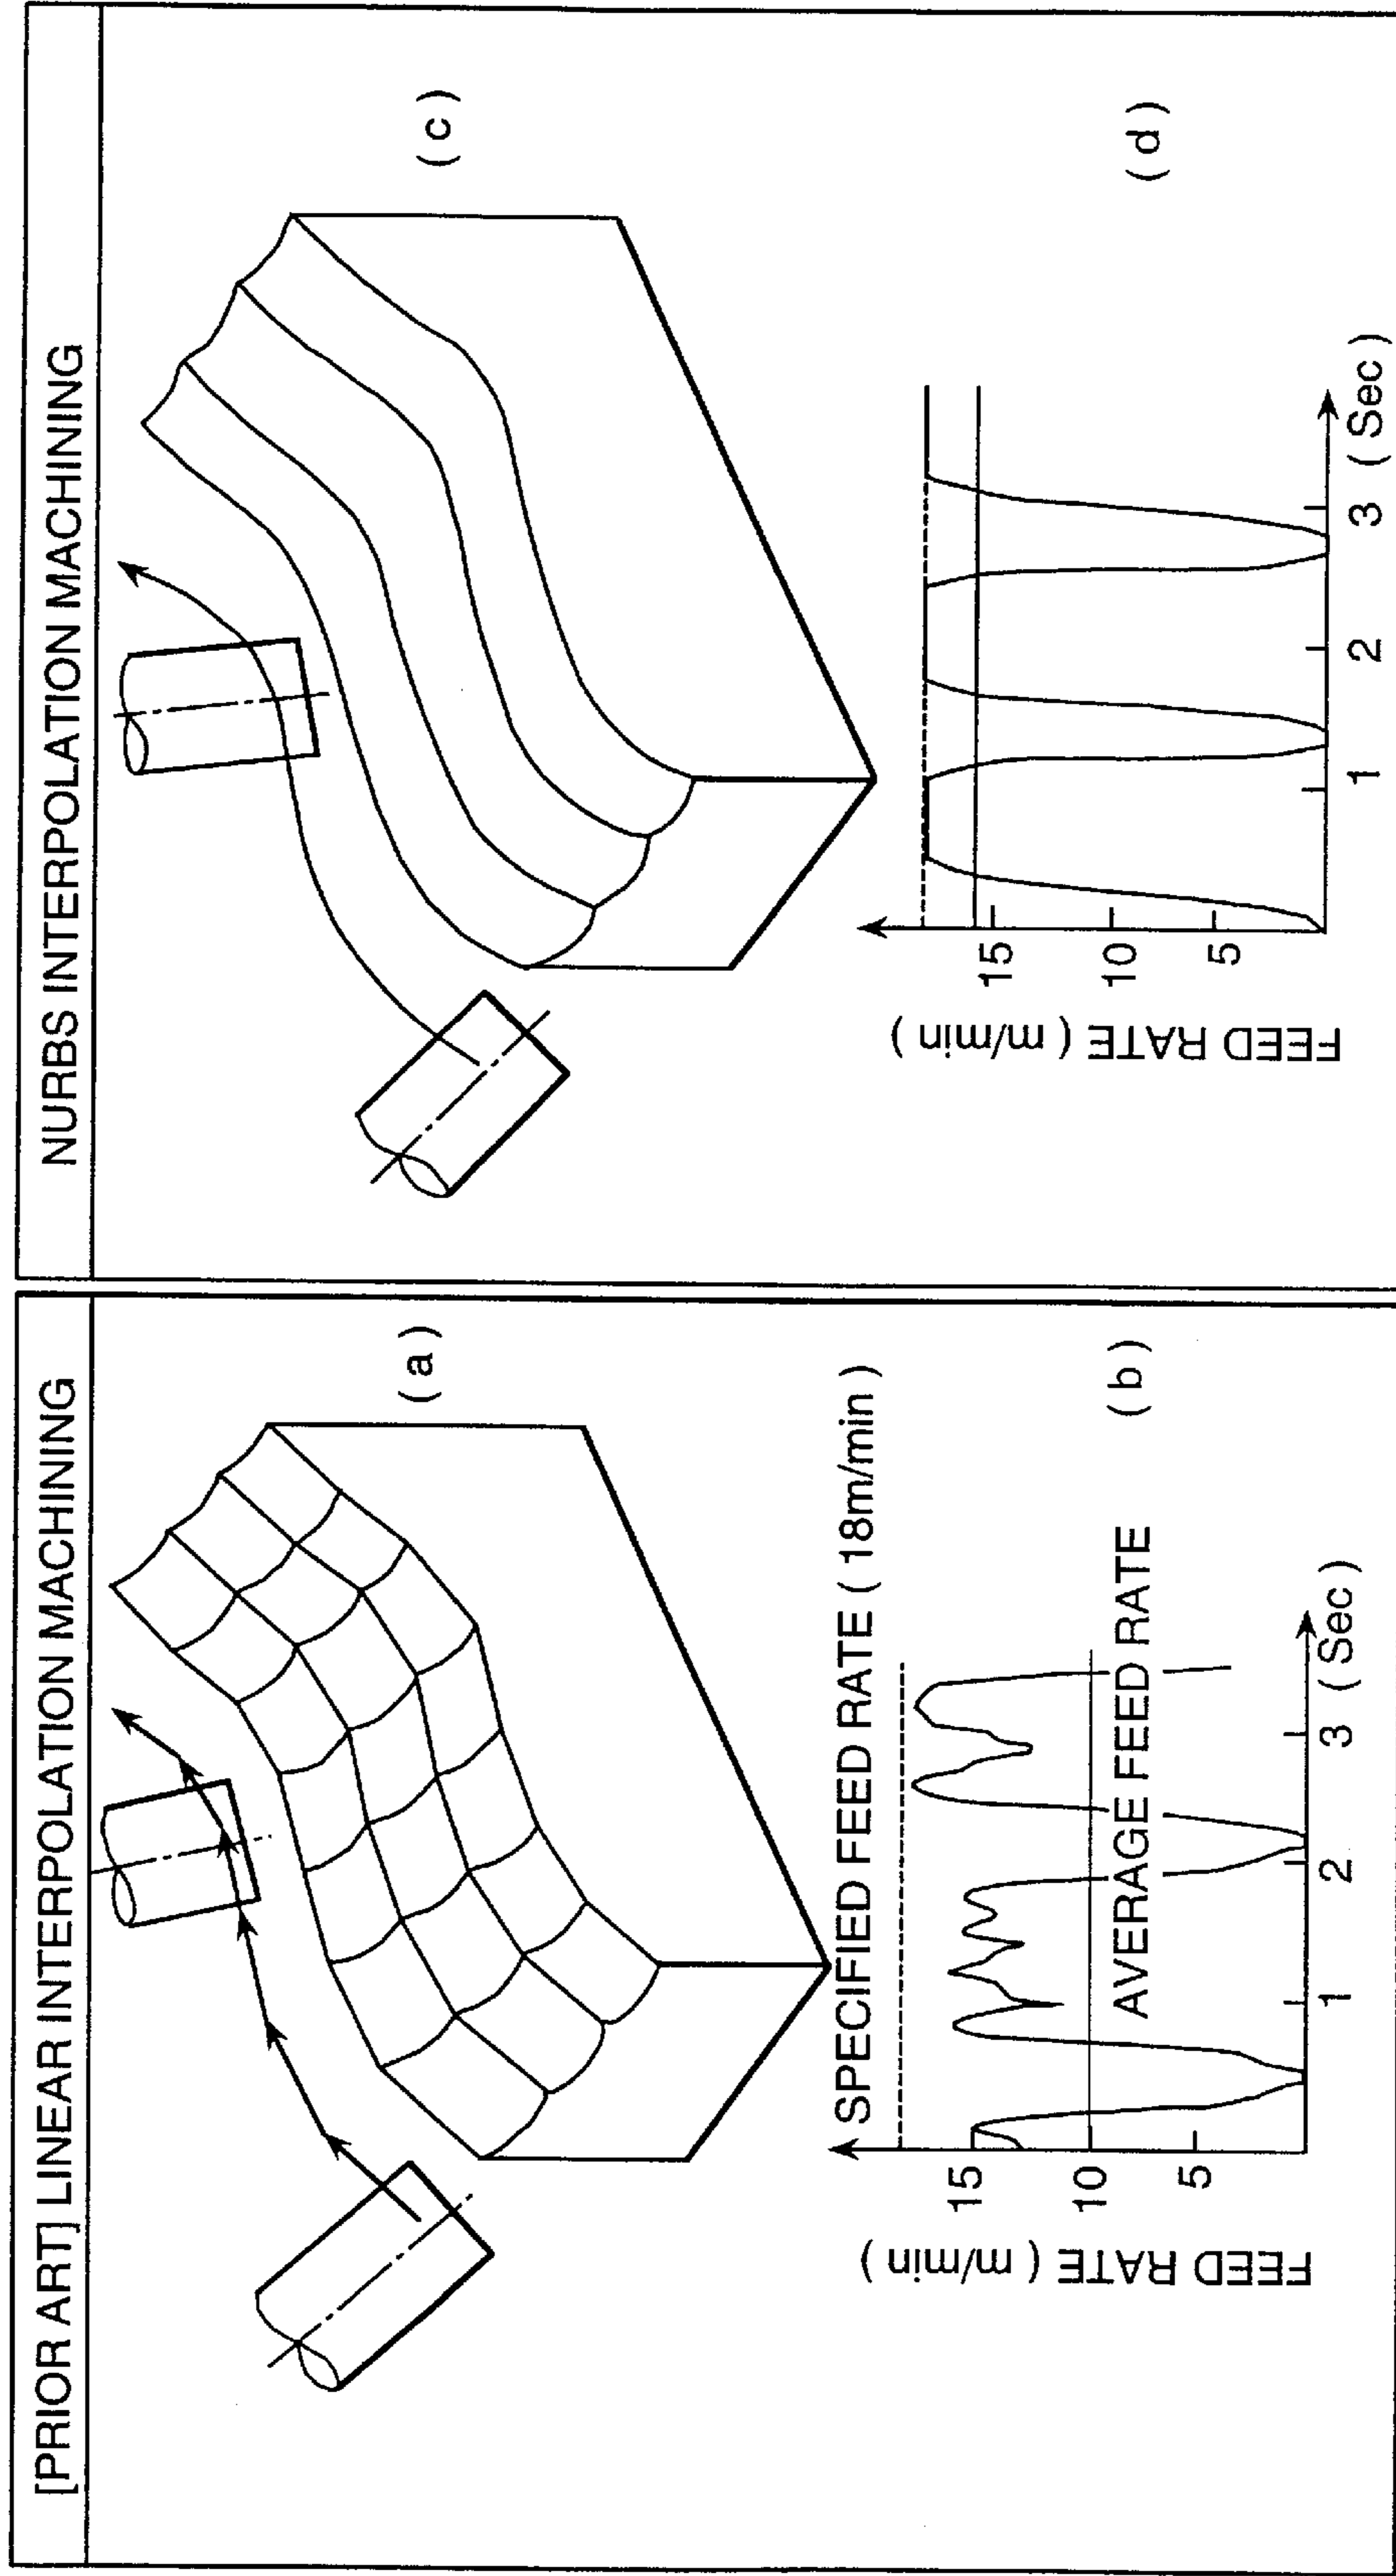 [PRIOR ART] LINEAR INTERPOLATION MACHINING
( a )
SPECIFIED FEED RATE ( 18m/min )
FEED RATE ( m/min )
15
10
5
AVERAGE FEED RATE
1
2
3
( Sec )
( b )
NURBS INTERPOLATION MACHINING
( c )
FEED RATE ( m/min )
15
10
5
1
2
3
( Sec )
( d )